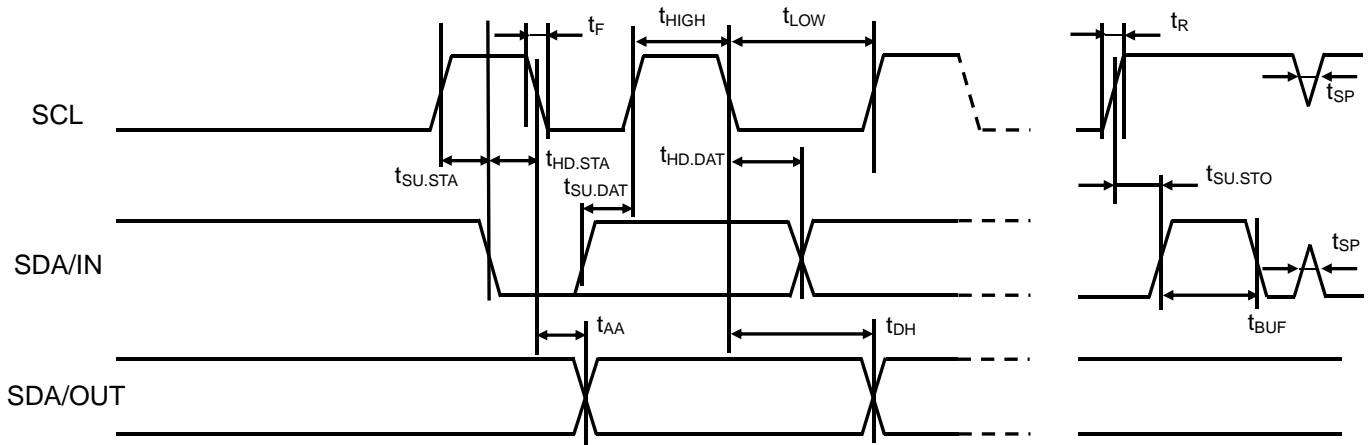 tF
tHIGH
tLOW
tR
SCL
tSP
tSU.STA
tHD.STA
tSU.DAT
tHD.DAT
tSU.STO
SDA/IN
tSP
tBUF
tAA
tDH
SDA/OUT